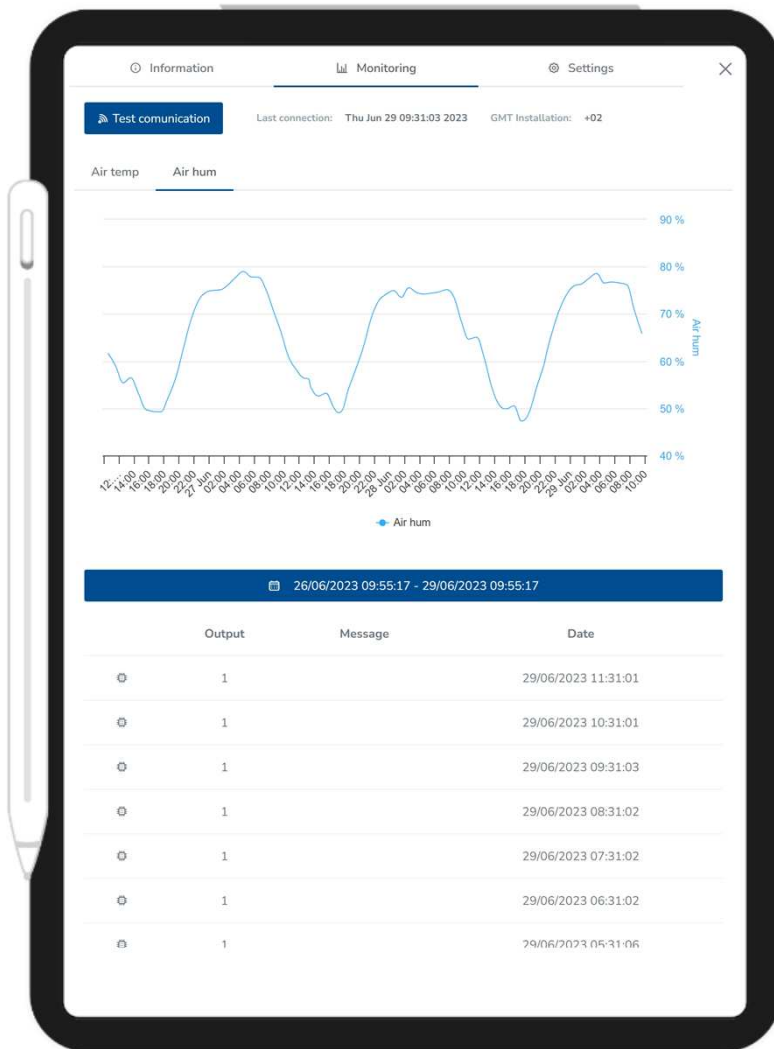 Information Monitoring Settings
Test comunication Last connection: Thu Jun 29 09:31:03 2023 GMT Installation: +02
Air temp Air hum
90 %
80 %
70 %
60 %
50 %
40 %
Air hum
12:... 14:00 16:00 18:00 20:00 22:00 27 Jun 02:00 04:00 06:00 08:00 10:00 12:00 14:00 16:00 18:00 20:00 22:00 28 Jun 02:00 04:00 06:00 08:00 10:00 12:00 14:00 16:00 18:00 20:00 22:00 29 Jun 02:00 04:00 06:00 08:00 10:00
Air hum
26/06/2023 09:55:17 - 29/06/2023 09:55:17
Output Message Date
1 29/06/2023 11:31:01
1 29/06/2023 10:31:01
1 29/06/2023 09:31:03
1 29/06/2023 08:31:02
1 29/06/2023 07:31:02
1 29/06/2023 06:31:02
1 29/06/2023 05:31:06